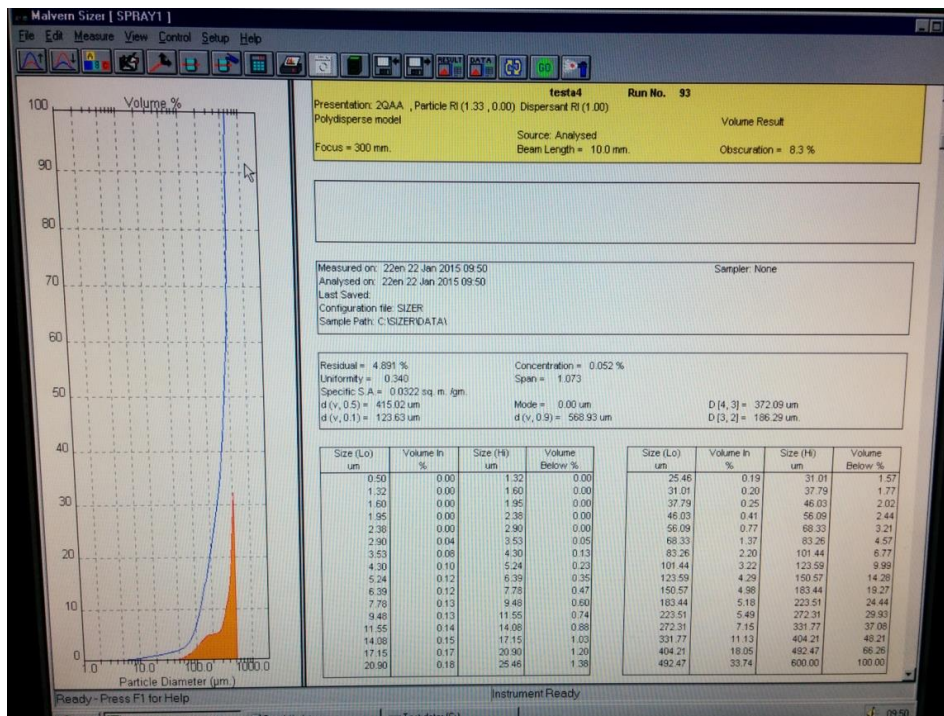 Malvern Sizer [ SPRAY1 ]
File Edit Measure View Control Setup Help
RESULT DATA GO
Volume %
100
90
80
70
60
50
40
30
20
10
0
1.0 10.0 100.0 1000.0
Particle Diameter (µm.)
testa4 Run No. 93
Presentation: 2QAA , Particle RI (1.33 , 0.00) Dispersant RI (1.00)
Polydisperse model Volume Result
Source: Analysed
Focus = 300 mm. Beam Length = 10.0 mm. Obscuration = 8.3 %
Measured on: 22en 22 Jan 2015 09:50 Sampler: None
Analysed on: 22en 22 Jan 2015 09:50
Last Saved:
Configuration file: SIZER
Sample Path: C:\SIZER\DATA\
Residual = 4.891 % Concentration = 0.052 %
Uniformity = 0.340 Span = 1.073
Specific S.A. = 0.0322 sq. m. /gm.
d (v, 0.5) = 415.02 um Mode = 0.00 um D [4, 3] = 372.09 um
d (v, 0.1) = 123.63 um d (v, 0.9) = 568.93 um D [3, 2] = 186.29 um.
Size (Lo) Volume In Size (Hi) Volume Size (Lo) Volume In Size (Hi) Volume
um % um Below % um % um Below %
0.50 0.00 1.32 0.00 25.46 0.19 31.01 1.57
1.32 0.00 1.60 0.00 31.01 0.20 37.79 1.77
1.60 0.00 1.95 0.00 37.79 0.25 46.03 2.02
1.95 0.00 2.38 0.00 46.03 0.41 56.09 2.44
2.38 0.00 2.90 0.00 56.09 0.77 68.33 3.21
2.90 0.04 3.53 0.05 68.33 1.37 83.26 4.57
3.53 0.08 4.30 0.13 83.26 2.20 101.44 6.77
4.30 0.10 5.24 0.23 101.44 3.22 123.59 9.99
5.24 0.12 6.39 0.35 123.59 4.29 150.57 14.28
6.39 0.12 7.78 0.47 150.57 4.98 183.44 19.27
7.78 0.13 9.48 0.60 183.44 5.18 223.51 24.44
9.48 0.13 11.55 0.74 223.51 5.49 272.31 29.93
11.55 0.14 14.08 0.88 272.31 7.15 331.77 37.08
14.08 0.15 17.15 1.03 331.77 11.13 404.21 48.21
17.15 0.17 20.90 1.20 404.21 18.05 492.47 66.26
20.90 0.18 25.46 1.38 492.47 33.74 600.00 100.00
Ready - Press F1 for Help Instrument Ready
09:50